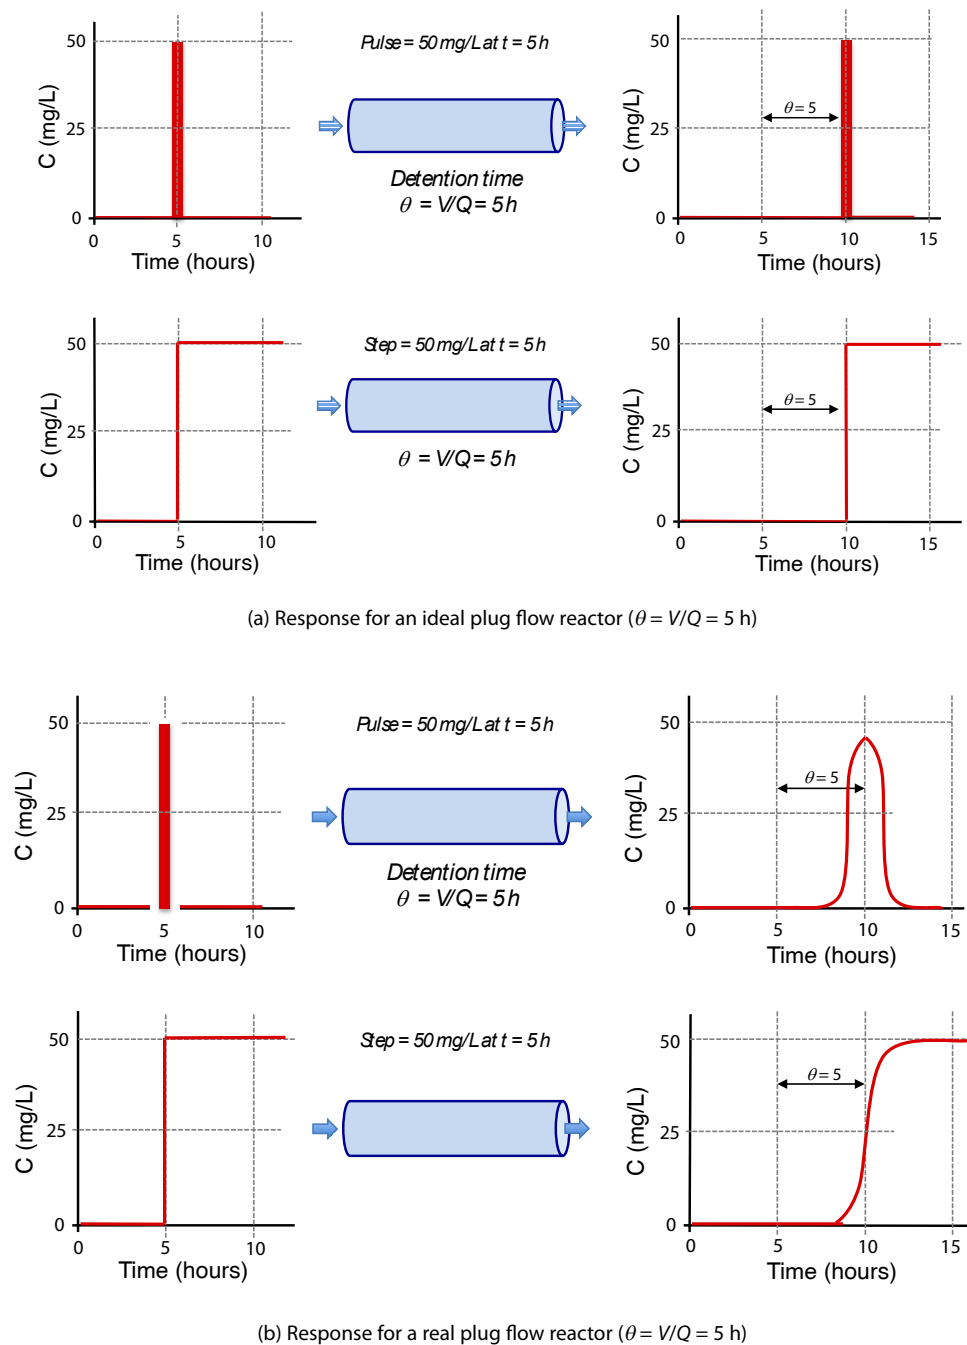 Pulse = 50 mg/L at t = 5 h
50
25
0
C (mg/L)
0 5 10
Time (hours)
Detention time
θ = V/Q = 5 h
50
25
0
C (mg/L)
θ = 5
0 5 10 15
Time (hours)
Step = 50 mg/L at t = 5 h
50
25
0
C (mg/L)
0 5 10
Time (hours)
θ = V/Q = 5 h
50
25
0
C (mg/L)
θ = 5
0 5 10 15
Time (hours)
(a) Response for an ideal plug flow reactor (θ = V/Q = 5 h)
Pulse = 50 mg/L at t = 5 h
50
25
0
C (mg/L)
0 5 10
Time (hours)
Detention time
θ = V/Q = 5 h
50
25
0
C (mg/L)
θ = 5
0 5 10 15
Time (hours)
Step = 50 mg/L at t = 5 h
50
25
0
C (mg/L)
0 5 10
Time (hours)
50
25
0
C (mg/L)
θ = 5
0 5 10 15
Time (hours)
(b) Response for a real plug flow reactor (θ = V/Q = 5 h)